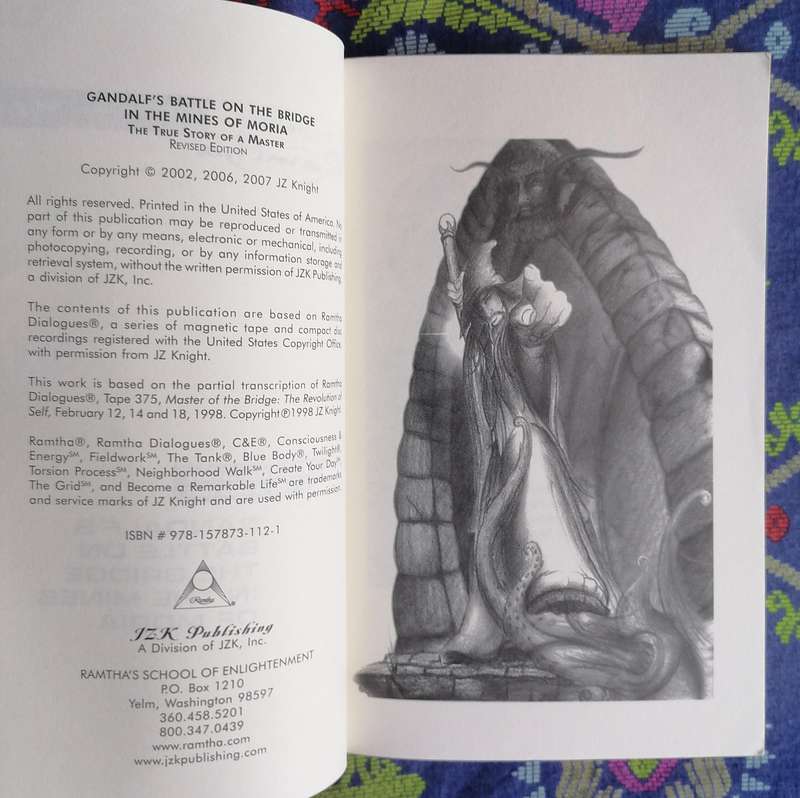 GANDALF'S BATTLE ON THE BRIDGE
IN THE MINES OF MORIA
THE TRUE STORY OF A MASTER
REVISED EDITION
Copyright © 2002, 2006, 2007 JZ Knight
All rights reserved. Printed in the United States of America. No
part of this publication may be reproduced or transmitted in
any form or by any means, electronic or mechanical, including
photocopying, recording, or by any information storage and
retrieval system, without the written permission of JZK Publishing,
a division of JZK, Inc.
The contents of this publication are based on Ramtha
Dialogues®, a series of magnetic tape and compact disc
recordings registered with the United States Copyright Office,
with permission from JZ Knight.
This work is based on the partial transcription of Ramtha
Dialogues®, Tape 375, Master of the Bridge: The Revolution of
Self, February 12, 14 and 18, 1998. Copyright ℗1998 JZ Knight.
Ramtha®, Ramtha Dialogues®, C&E®, Consciousness &
Energy℠, Fieldwork℠, The Tank®, Blue Body®, Twilight®,
Torsion Process℠, Neighborhood Walk℠, Create Your Day℠,
The Grid℠, and Become a Remarkable Life℠ are trademarks
and service marks of JZ Knight and are used with permission.
ISBN # 978-157873-112-1
Ramtha
JZK Publishing
A Division of JZK, Inc.
RAMTHA'S SCHOOL OF ENLIGHTENMENT
P.O. Box 1210
Yelm, Washington 98597
360.458.5201
800.347.0439
www.ramtha.com
www.jzkpublishing.com